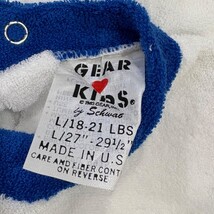 GEAR
KidS.
by Schwab
L/18-21 LBS
L/27"-29½"
MADE IN U.S
CARE AND FIBER CONT
ON REVERSE